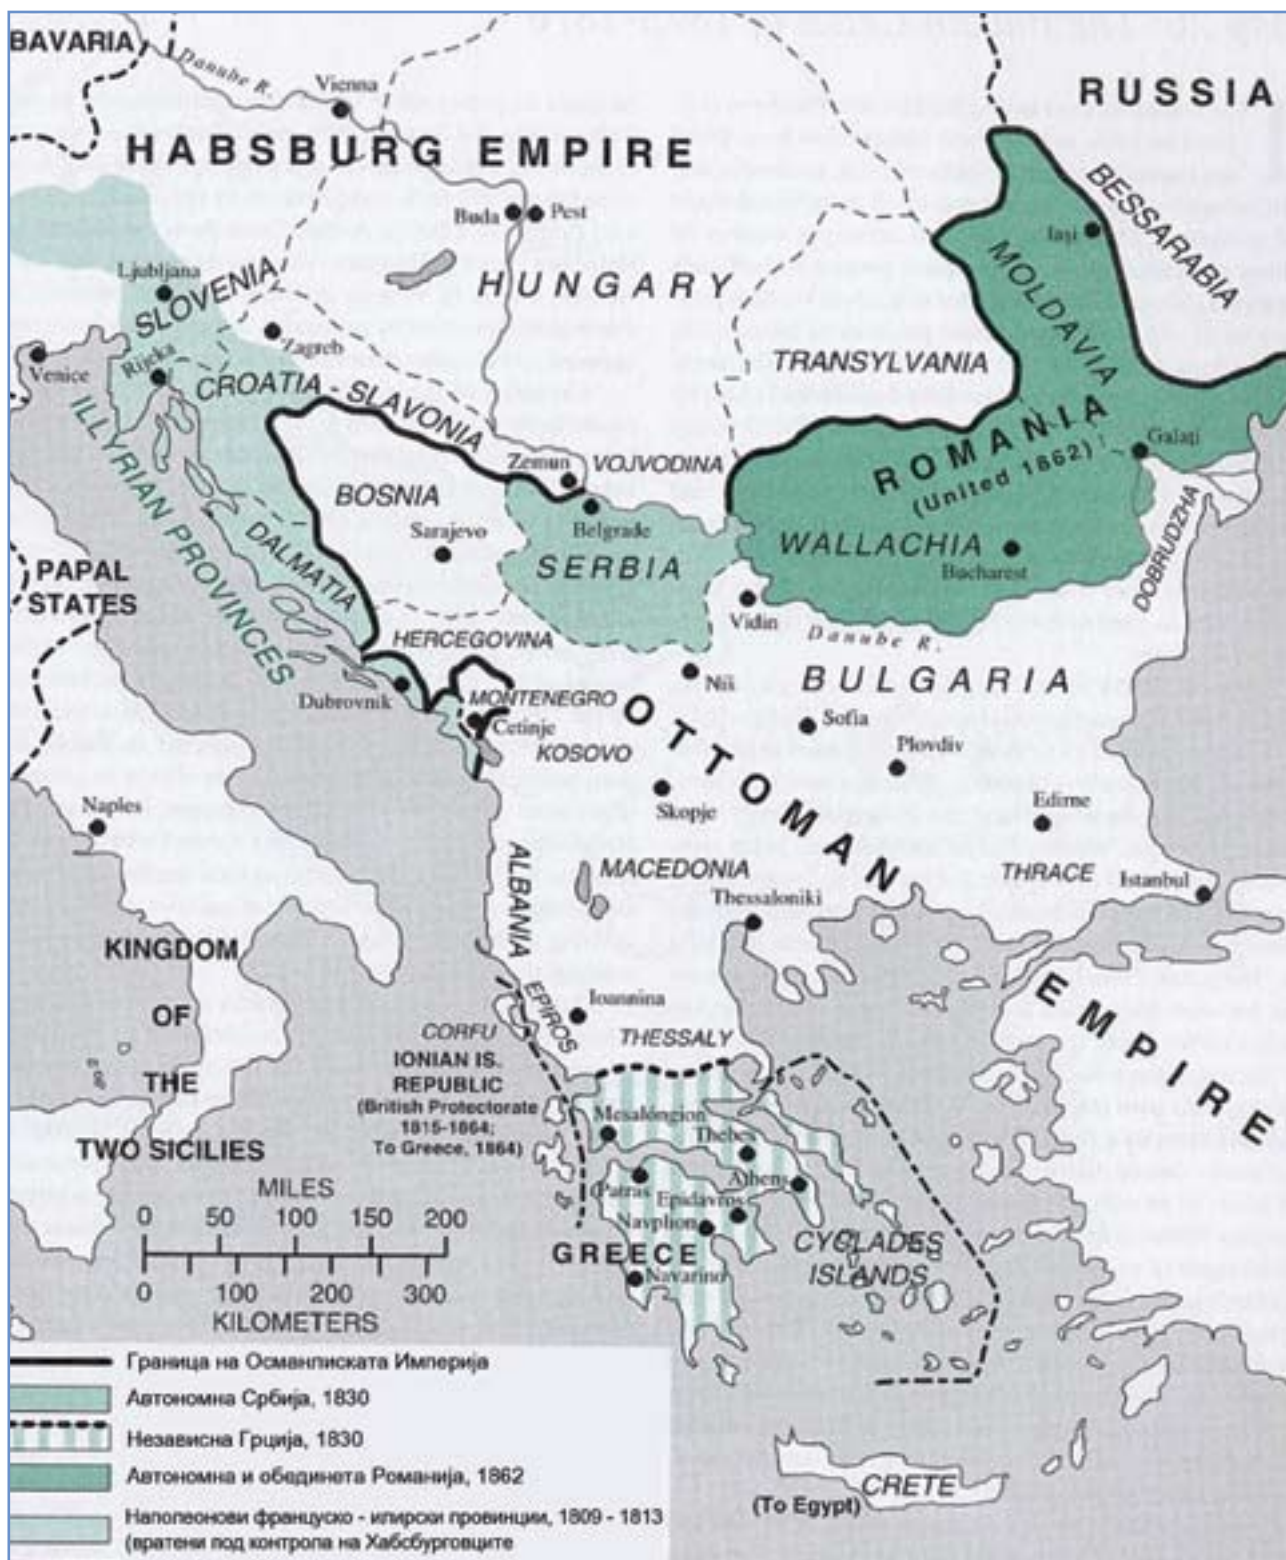 BAVARIA
Danube R.
Vienna
RUSSIA
HABSBURG EMPIRE
BESSARABIA
Buda
Pest
Iaşi
MOLDAVIA
Ljubljana
SLOVENIA
HUNGARY
Zagreb
Venice
Rijeka
TRANSYLVANIA
CROATIA - SLAVONIA
ROMANIA
(United 1862)
Galaţi
ILLYRIAN PROVINCES
Zemun
VOJVODINA
BOSNIA
Sarajevo
Belgrade
DALMATIA
SERBIA
WALLACHIA
Bucharest
DOBRUDZHA
PAPAL
STATES
Vidin
Danube R.
HERCEGOVINA
Dubrovnik
MONTENEGRO
Cetinje
Niš
BULGARIA
Sofia
KOSOVO
Plovdiv
Skopje
OTTOMAN
EMPIRE
Naples
Edirne
ALBANIA
MACEDONIA
THRACE
Istanbul
Thessaloniki
KINGDOM
OF
THE
TWO SICILIES
EPIROS
Ioannina
CORFU
THESSALY
IONIAN IS.
REPUBLIC
(British Protectorate
1815-1864;
To Greece, 1864)
Mesalóngion
Thebes
Patras
Athens
Epidavros
Navplion
GREECE
Navarino
CYCLADES
ISLANDS
MILES
0 50 100 150 200
0 100 200 300
KILOMETERS
CRETE
(To Egypt)
Граница на Османлиската Империја
Автономна Србија, 1830
Независна Грција, 1830
Автономна и обединета Романија, 1862
Наполеонови француско - илирски провинции, 1809 - 1813
(вратени под контрола на Хабсбурговците